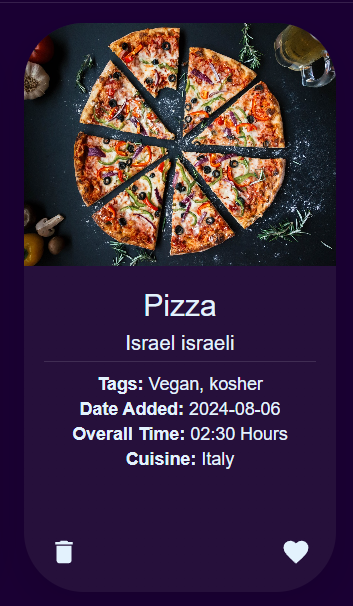 Pizza
Israel israeli
Tags: Vegan, kosher
Date Added: 2024-08-06
Overall Time: 02:30 Hours
Cuisine: Italy